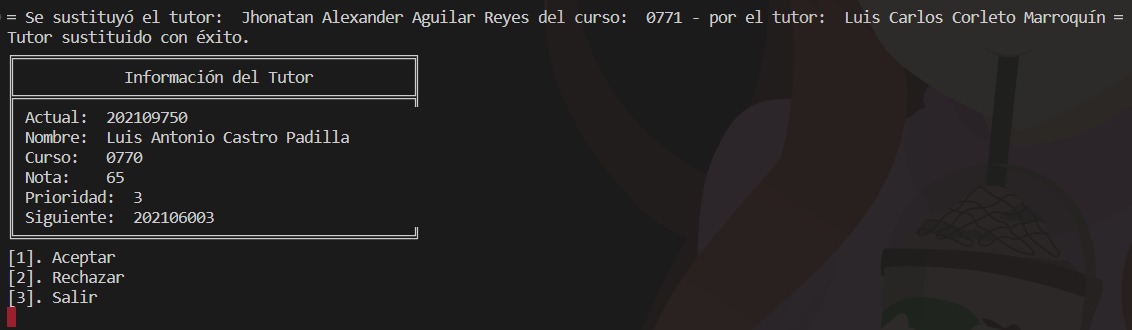 = Se sustituyó el tutor:  Jhonatan Alexander Aguilar Reyes del curso:  0771 - por el tutor:  Luis Carlos Corleto Marroquín =
Tutor sustituido con éxito.
Información del Tutor
Actual:  202109750
Nombre:  Luis Antonio Castro Padilla
Curso:   0770
Nota:    65
Prioridad:  3
Siguiente:  202106003
[1]. Aceptar
[2]. Rechazar
[3]. Salir